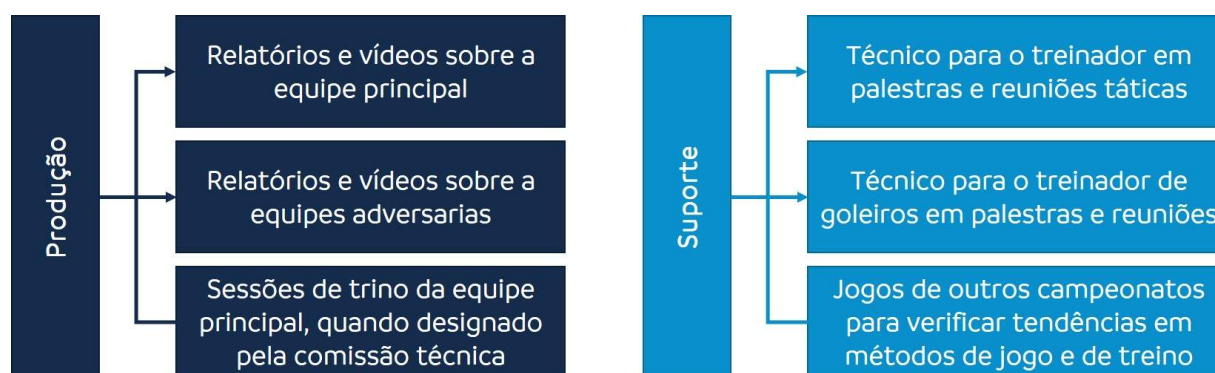 Produção
Relatórios e vídeos sobre a
equipe principal
Relatórios e vídeos sobre a
equipes adversarias
Sessões de trino da equipe
principal, quando designado
pela comissão técnica
Suporte
Técnico para o treinador em
palestras e reuniões táticas
Técnico para o treinador de
goleiros em palestras e reuniões
Jogos de outros campeonatos
para verificar tendências em
métodos de jogo e de treino